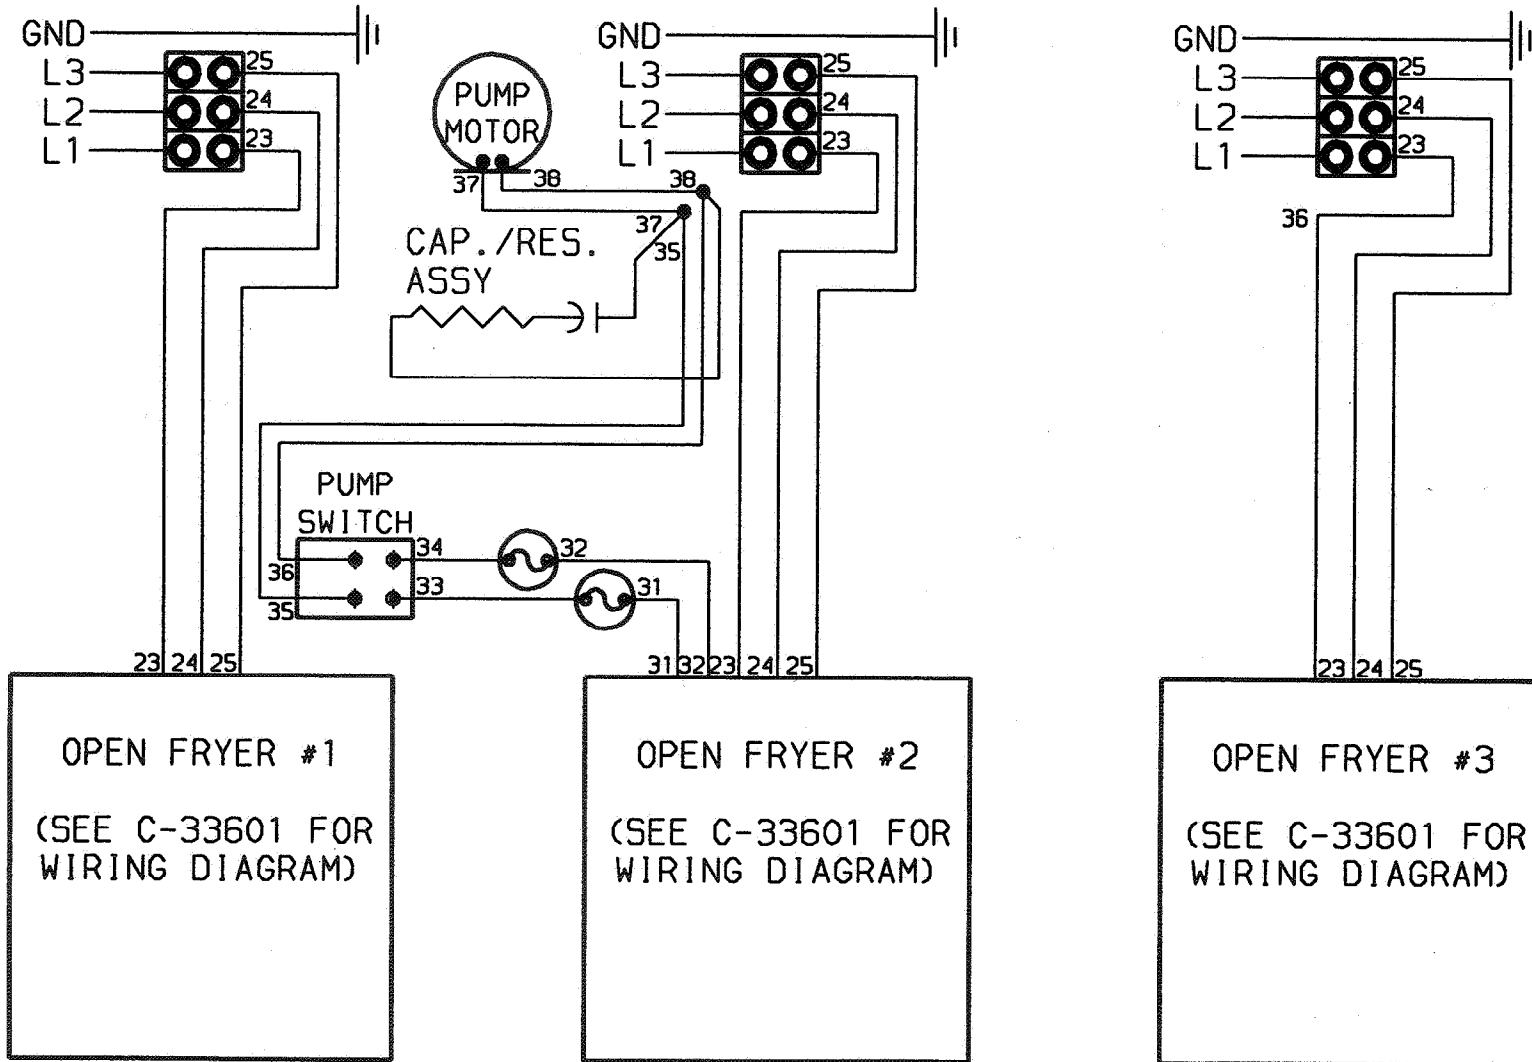 GND
L3
L2
L1
25
24
23
PUMP
MOTOR
37
38
38
37
35
CAP./RES.
ASSY
GND
L3
L2
L1
25
24
23
GND
L3
L2
L1
25
24
23
36
PUMP
SWITCH
36
35
34
33
32
31
23 24 25
31 32 23 24 25
23 24 25
OPEN FRYER #1
(SEE C-33601 FOR
WIRING DIAGRAM)
OPEN FRYER #2
(SEE C-33601 FOR
WIRING DIAGRAM)
OPEN FRYER #3
(SEE C-33601 FOR
WIRING DIAGRAM)